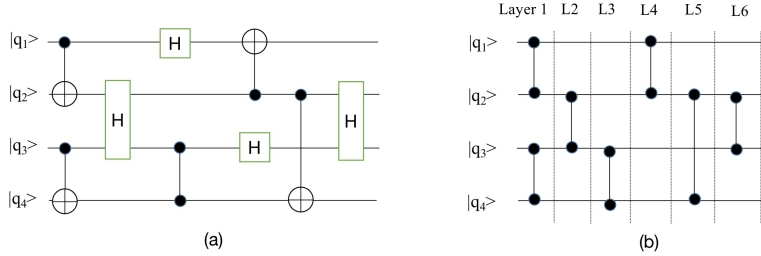 Layer 1 L2 L3 L4 L5 L6
|q₁> H |q₁>
|q₂> |q₂>
H H
|q₃> H |q₃>
|q₄> |q₄>
(a) (b)